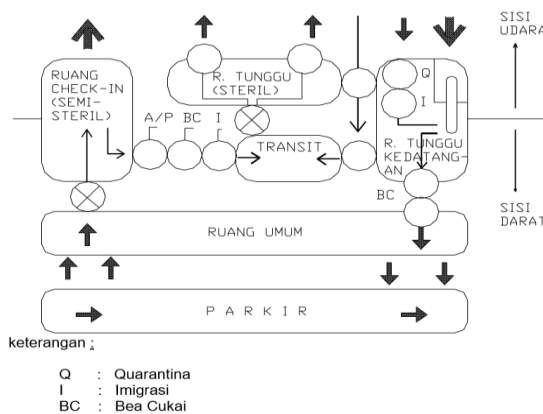 SISI
UDARA
RUANG
CHECK-IN
(SEMI-
STERIL)
R. TUNGGU
(STERIL)
Q
I
A/P BC I
TRANSIT
R. TUNGGU
KEDATANG-
AN
BC
SISI
DARAT
RUANG UMUM
PARKIR
keterangan :
Q : Quarantina
I : Imigrasi
BC : Bea Cukai